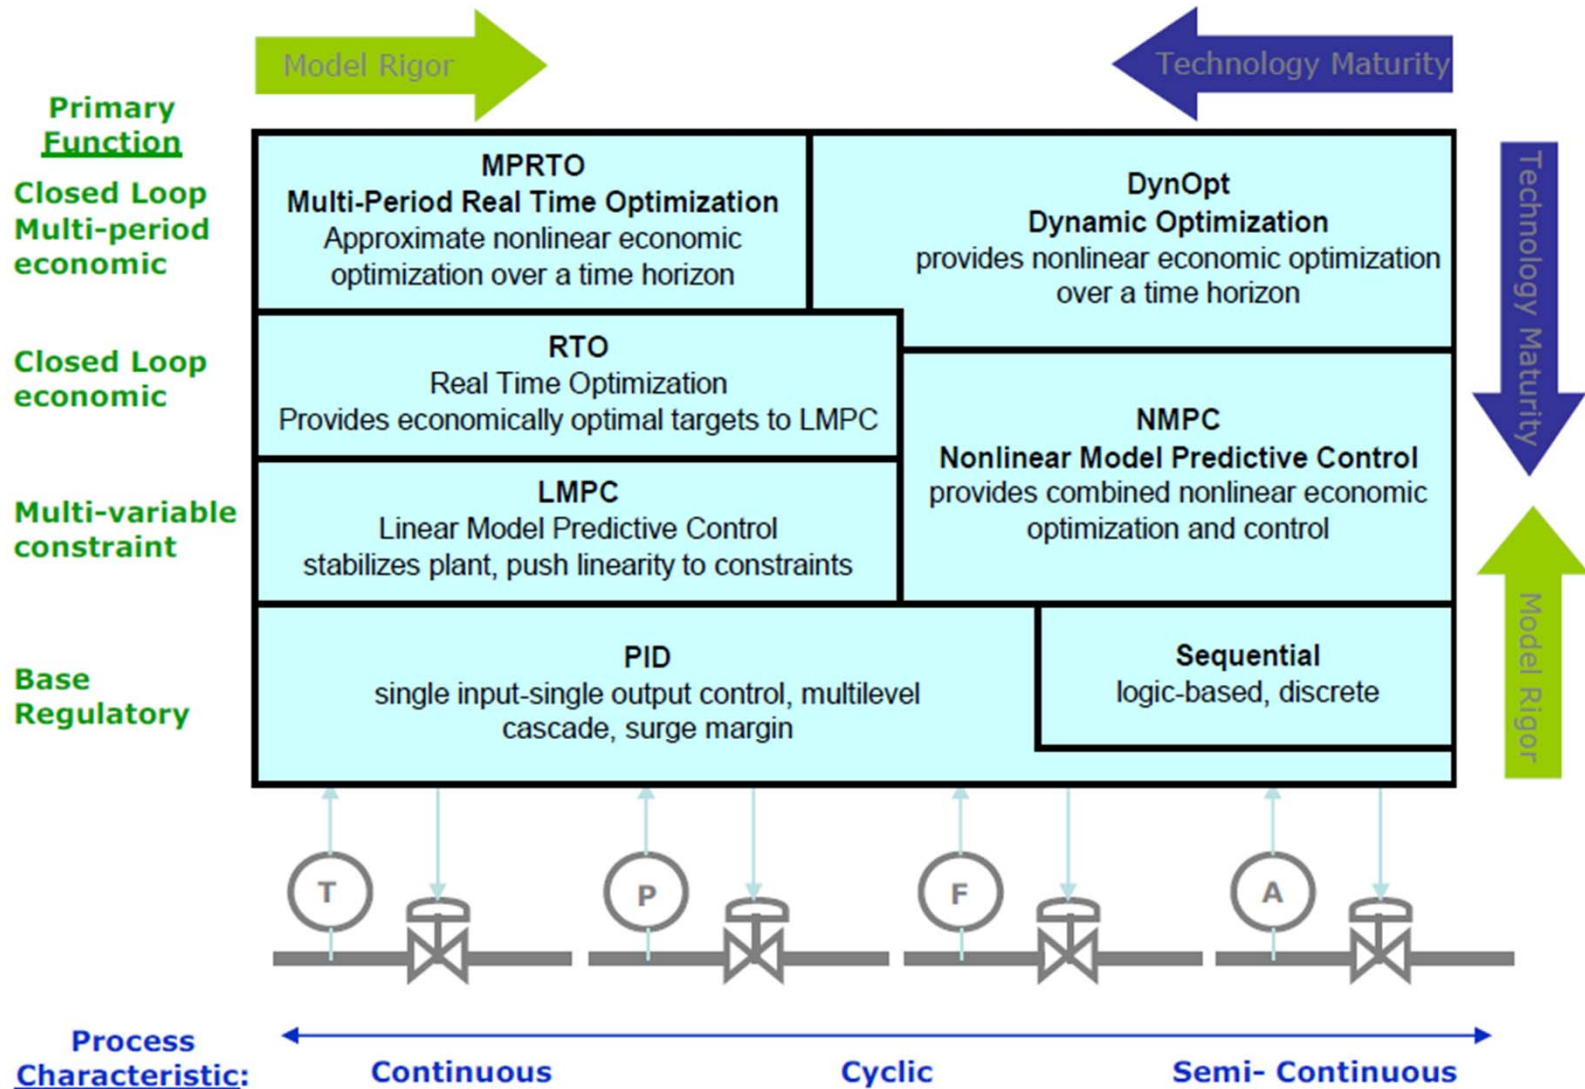 Model Rigor
Technology Maturity
Primary
Function
Closed Loop
Multi-period
economic
MPRTO
Multi-Period Real Time Optimization
Approximate nonlinear economic
optimization over a time horizon
DynOpt
Dynamic Optimization
provides nonlinear economic optimization
over a time horizon
Technology Maturity
Closed Loop
economic
RTO
Real Time Optimization
Provides economically optimal targets to LMPC
NMPC
Nonlinear Model Predictive Control
provides combined nonlinear economic
optimization and control
Multi-variable
constraint
LMPC
Linear Model Predictive Control
stabilizes plant, push linearity to constraints
Model Rigor
Base
Regulatory
PID
single input-single output control, multilevel
cascade, surge margin
Sequential
logic-based, discrete
T
P
F
A
Process
Characteristic:
Continuous
Cyclic
Semi- Continuous